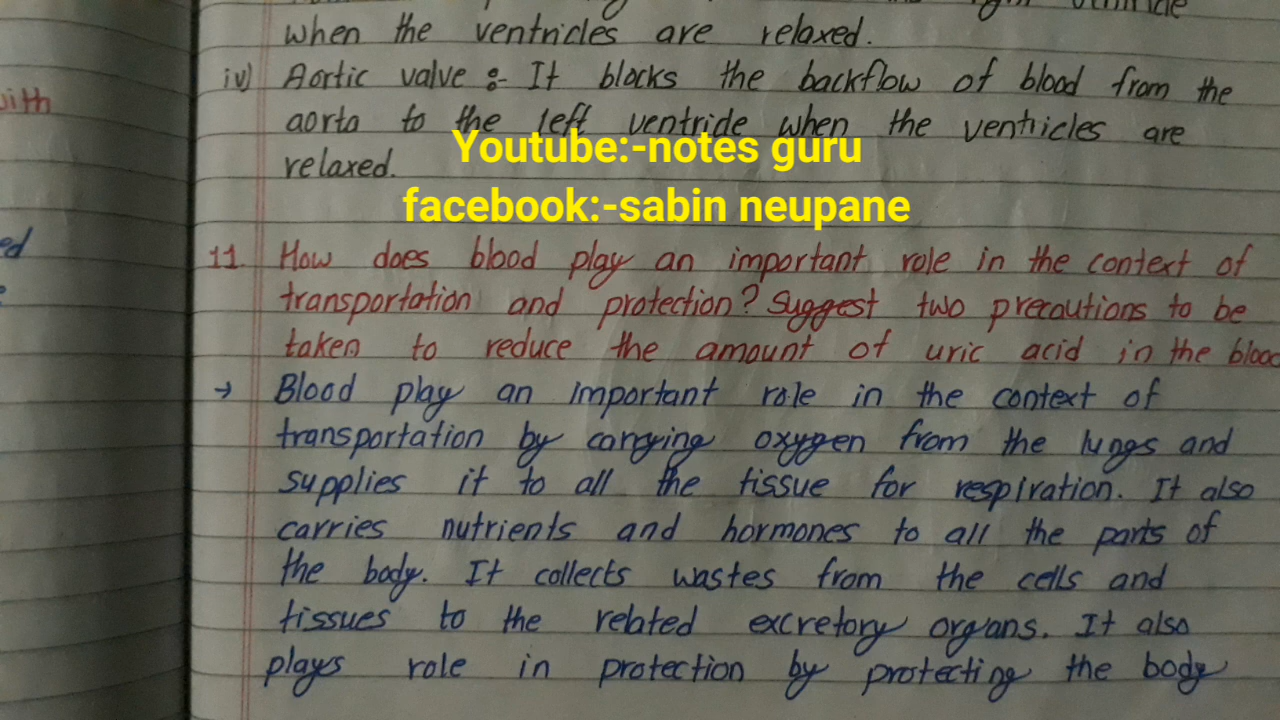 when the ventricles are relaxed.
iv) Aortic valve :- It blocks the backflow of blood from the
with
aorta to the left ventricle when the ventricles are
relaxed.
Youtube:-notes guru
facebook:-sabin neupane
ed
11. How does blood play an important role in the context of
transportation and protection? Suggest two precautions to be
taken to reduce the amount of uric acid in the blood
→ Blood play an important role in the context of
transportation by carrying oxygen from the lungs and
supplies it to all the tissue for respiration. It also
carries nutrients and hormones to all the parts of
the body. It collects wastes from the cells and
tissues to the related excretory organs. It also
plays role in protection by protecting the body